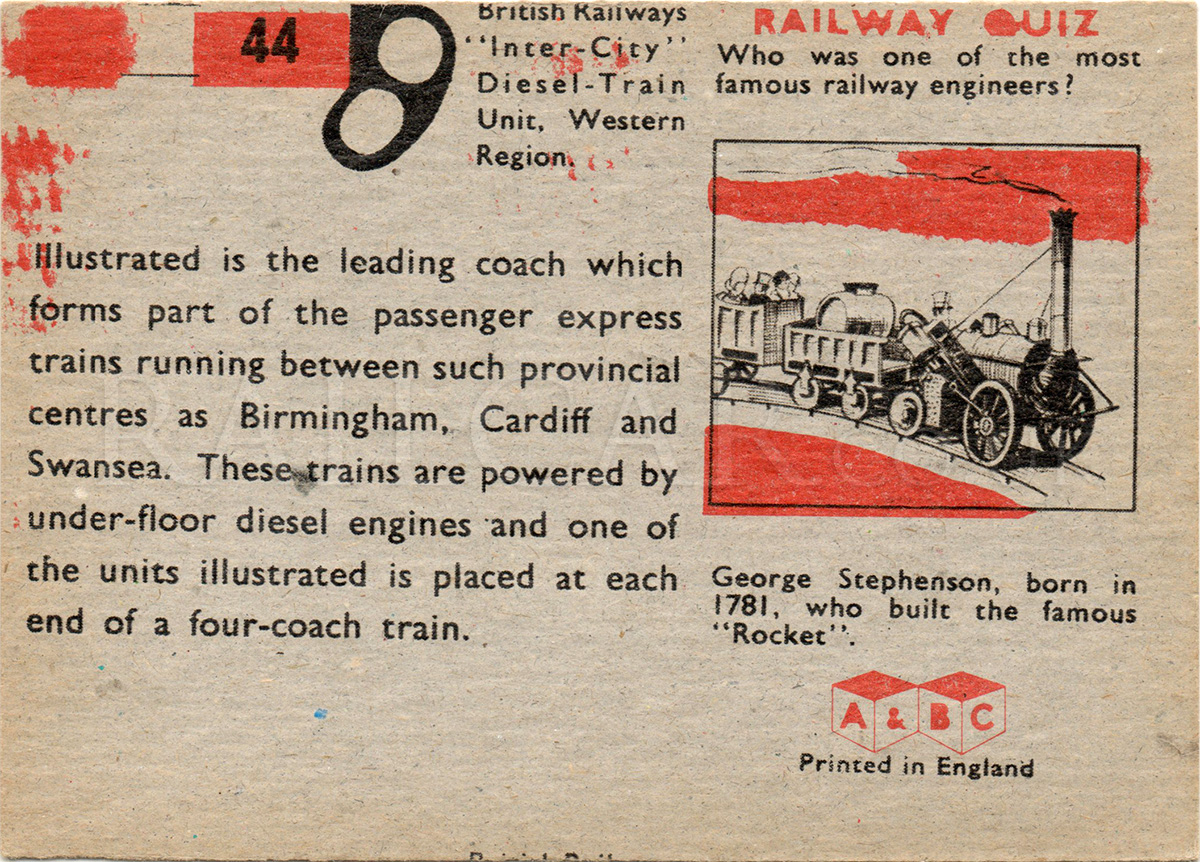 44
British Railways
"Inter-City"
Diesel-Train
Unit, Western
Region.
Illustrated is the leading coach which
forms part of the passenger express
trains running between such provincial
centres as Birmingham, Cardiff and
Swansea. These trains are powered by
under-floor diesel engines and one of
the units illustrated is placed at each
end of a four-coach train.
RAILWAY QUIZ
Who was one of the most
famous railway engineers?
George Stephenson, born in
1781, who built the famous
"Rocket".
A & B C
Printed in England